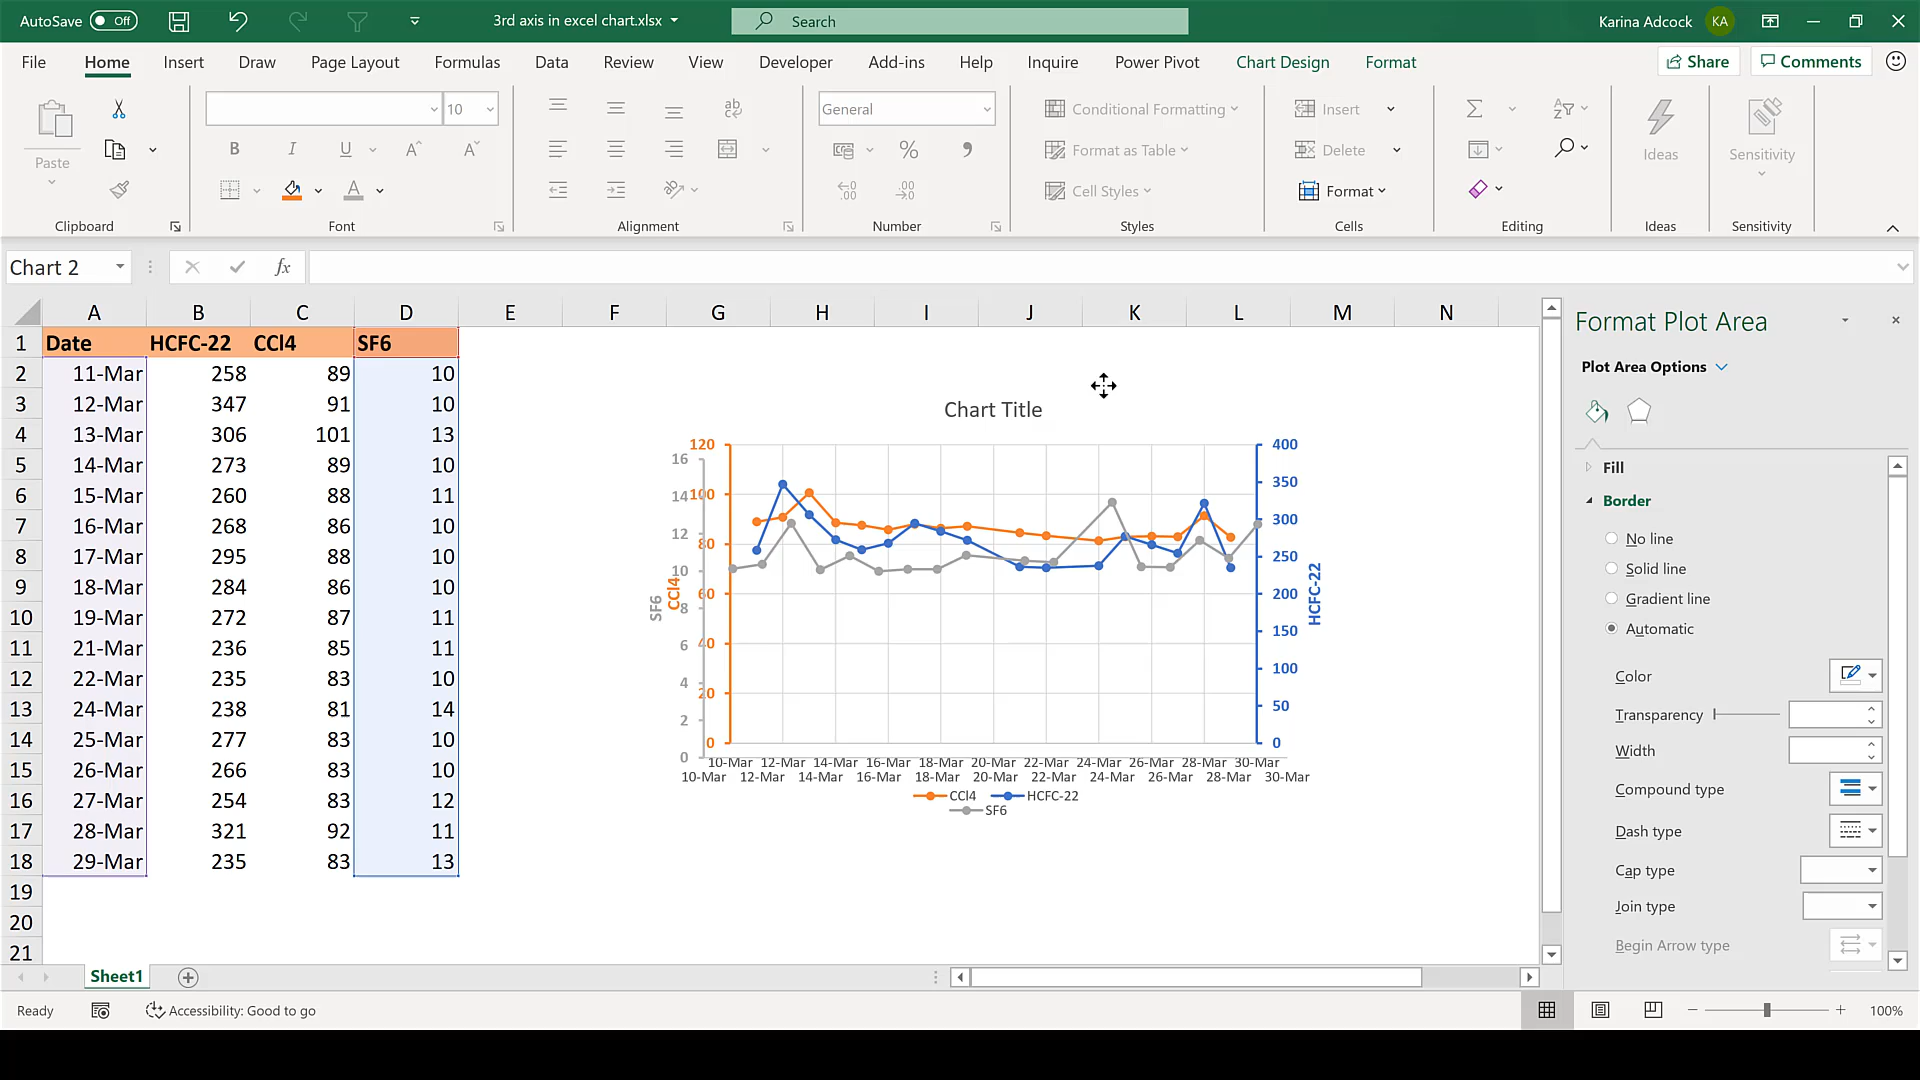 AutoSave Off 3rd axis in excel chart.xlsx Search Karina Adcock KA
File Home Insert Draw Page Layout Formulas Data Review View Developer Add-ins Help Inquire Power Pivot Chart Design Format Share Comments
Paste
10
B I U A A
ab
General
%
Conditional Formatting
Format as Table
Cell Styles
Insert
Delete
Format
Ideas
Sensitivity
Clipboard Font Alignment Number Styles Cells Editing Ideas Sensitivity
Chart 2 fx
A B C D E F G H I J K L M N
1 Date HCFC-22 CCl4 SF6
2 11-Mar 258 89 10
3 12-Mar 347 91 10
4 13-Mar 306 101 13
5 14-Mar 273 89 10
6 15-Mar 260 88 11
7 16-Mar 268 86 10
8 17-Mar 295 88 10
9 18-Mar 284 86 10
10 19-Mar 272 87 11
11 21-Mar 236 85 11
12 22-Mar 235 83 10
13 24-Mar 238 81 14
14 25-Mar 277 83 10
15 26-Mar 266 83 10
16 27-Mar 254 83 12
17 28-Mar 321 92 11
18 29-Mar 235 83 13
19
20
21
Chart Title
SF6
16
14
12
10
8
6
4
2
0
CCl4
120
100
80
60
40
20
0
400
350
300
250
200
150
100
50
0
HCFC-22
10-Mar 12-Mar 14-Mar 16-Mar 18-Mar 20-Mar 22-Mar 24-Mar 26-Mar 28-Mar 30-Mar
10-Mar 12-Mar 14-Mar 16-Mar 18-Mar 20-Mar 22-Mar 24-Mar 26-Mar 28-Mar 30-Mar
CCl4 HCFC-22
SF6
Format Plot Area
Plot Area Options
Fill
Border
No line
Solid line
Gradient line
Automatic
Color
Transparency
Width
Compound type
Dash type
Cap type
Join type
Begin Arrow type
Sheet1
Ready Accessibility: Good to go 100%